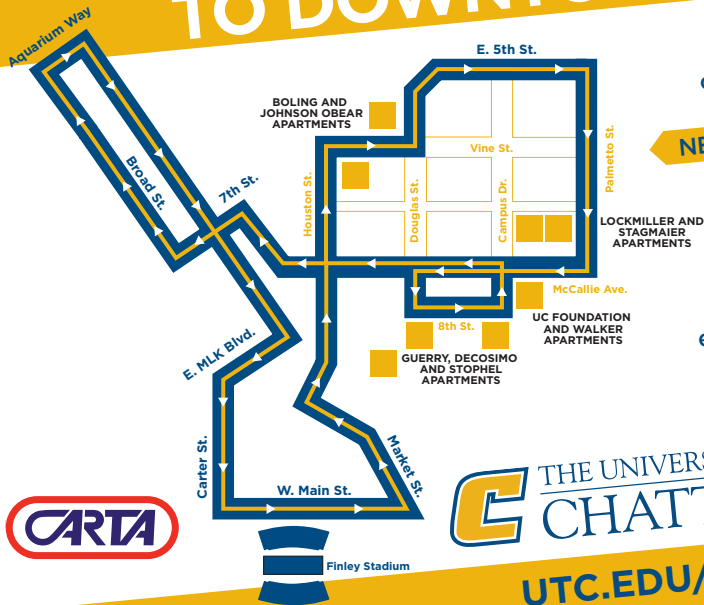 TO DOWNT
Aquarium Way
E. 5th St.
BOLING AND
JOHNSON OBEAR
APARTMENTS
NE
Vine St.
Palmetto St.
Broad St.
7th St.
Houston St.
Douglas St.
Campus Dr.
LOCKMILLER AND
STAGMAIER
APARTMENTS
McCallie Ave.
UC FOUNDATION
AND WALKER
APARTMENTS
8th St.
E. MLK Blvd.
GUERRY, DECOSIMO
AND STOPHEL
APARTMENTS
Carter St.
Market St.
W. Main St.
CARTA
C
THE UNIVERS
CHATT
Finley Stadium
UTC.EDU/